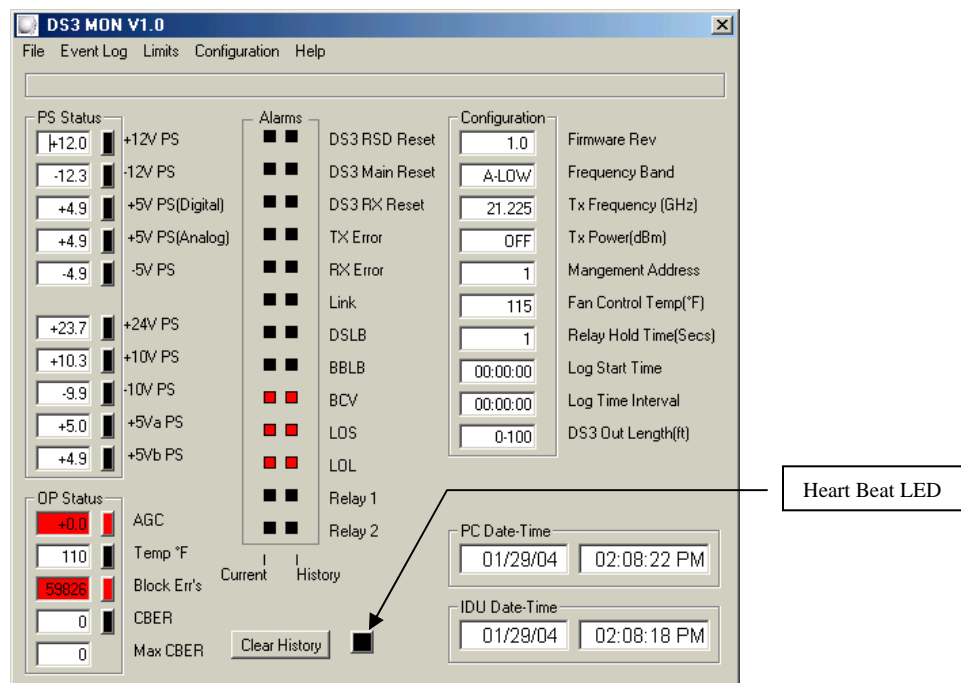 DS3 MON V1.0
File Event Log Limits Configuration Help
PS Status
+12.0 +12V PS
-12.3 -12V PS
+4.9 +5V PS(Digital)
+4.9 +5V PS(Analog)
-4.9 -5V PS
+23.7 +24V PS
+10.3 +10V PS
-9.9 -10V PS
+5.0 +5Va PS
+4.9 +5Vb PS
OP Status
+0.0 AGC
110 Temp °F
59826 Block Err's
0 CBER
0 Max CBER
Alarms
DS3 RSD Reset
DS3 Main Reset
DS3 RX Reset
TX Error
RX Error
Link
DSLB
BBLB
BCV
LOS
LOL
Relay 1
Relay 2
Current History
Clear History
Configuration
1.0 Firmware Rev
A-LOW Frequency Band
21.225 Tx Frequency (GHz)
OFF Tx Power(dBm)
1 Mangement Address
115 Fan Control Temp(°F)
1 Relay Hold Time(Secs)
00:00:00 Log Start Time
00:00:00 Log Time Interval
0-100 DS3 Out Length(ft)
Heart Beat LED
PC Date-Time
01/29/04 02:08:22 PM
IDU Date-Time
01/29/04 02:08:18 PM